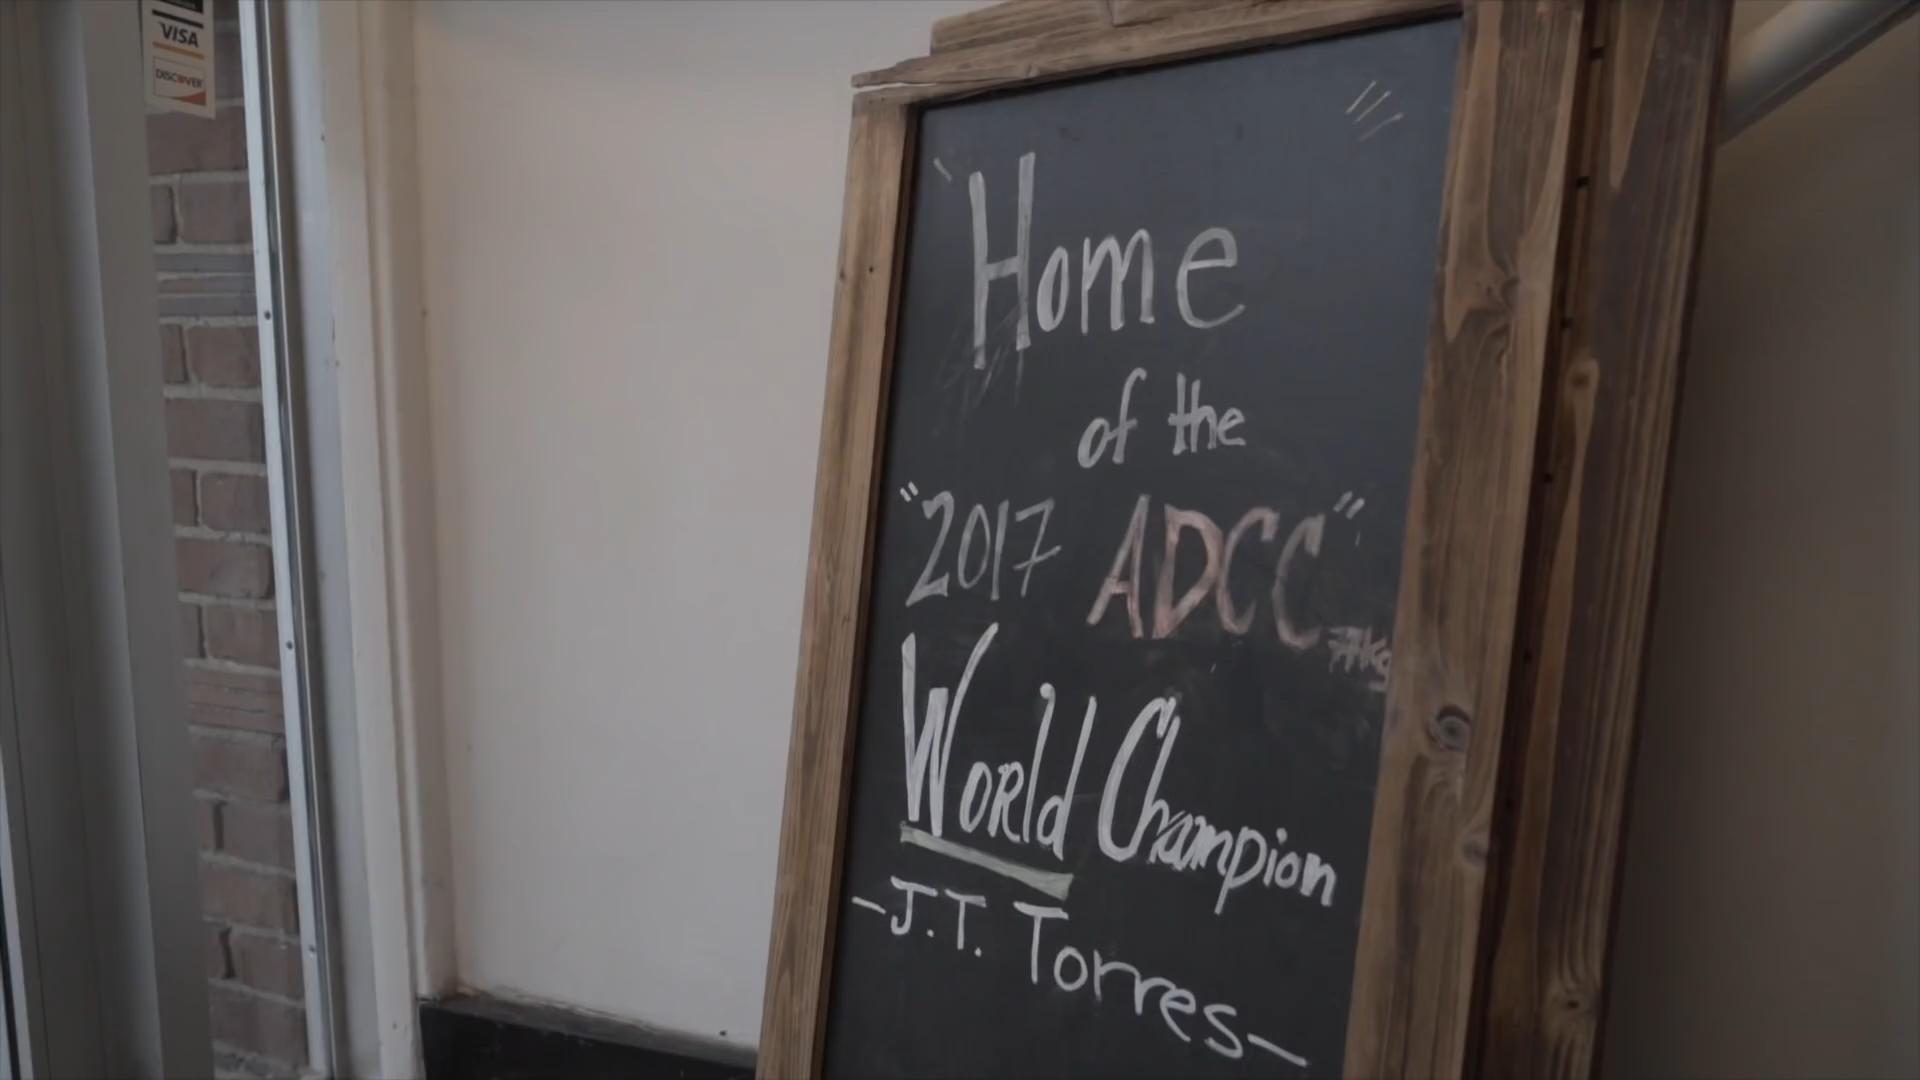 VISA
DISCOVER
Home
of the
"2017 ADCC"
77kg
World Champion
-J.T. Torres-